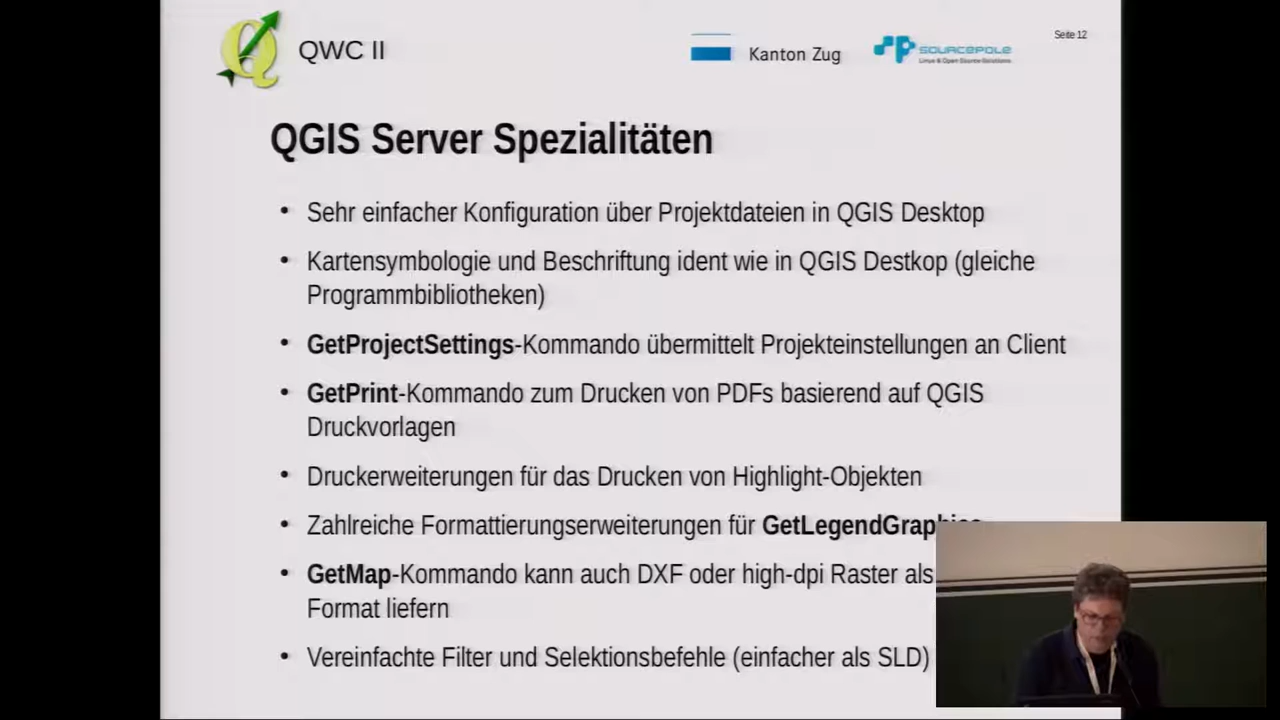 QWC II
Kanton Zug
SOURCEPOLE
Linux & Open Source Solutions
Seite 12
QGIS Server Spezialitäten
• Sehr einfacher Konfiguration über Projektdateien in QGIS Desktop
• Kartensymbologie und Beschriftung ident wie in QGIS Destkop (gleiche
Programmbibliotheken)
• GetProjectSettings-Kommando übermittelt Projekteinstellungen an Client
• GetPrint-Kommando zum Drucken von PDFs basierend auf QGIS
Druckvorlagen
• Druckerweiterungen für das Drucken von Highlight-Objekten
• Zahlreiche Formattierungserweiterungen für GetLegendGraphics
• GetMap-Kommando kann auch DXF oder high-dpi Raster als
Format liefern
• Vereinfachte Filter und Selektionsbefehle (einfacher als SLD)